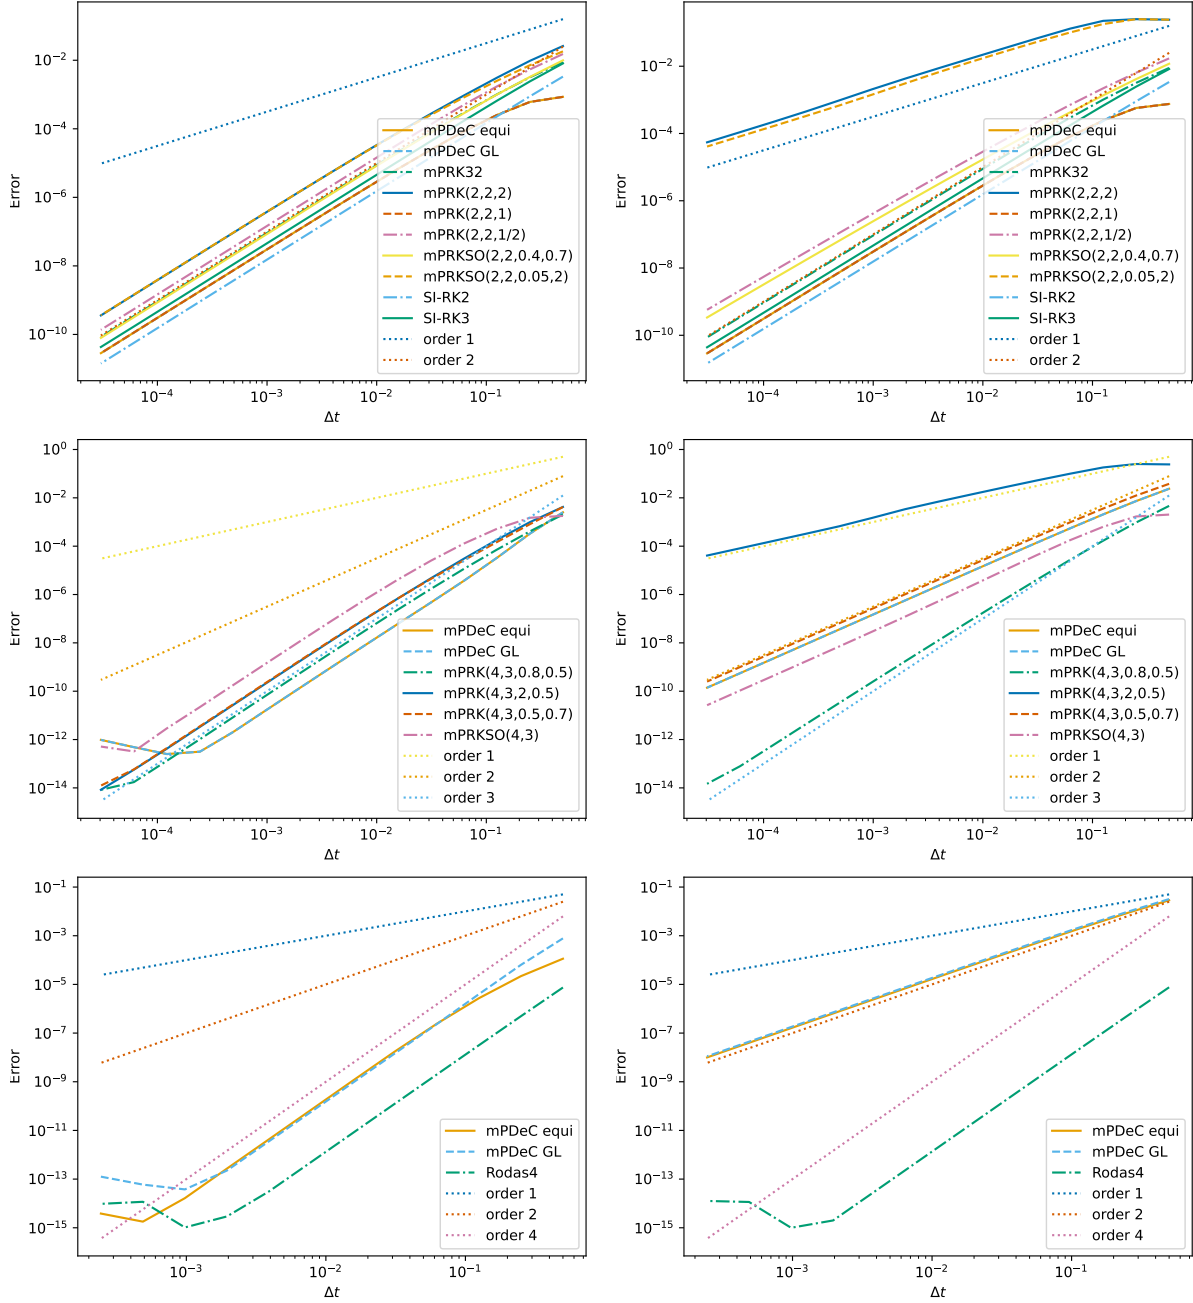 Error
10⁻²
10⁻⁴
10⁻⁶
10⁻⁸
10⁻¹⁰
mPDeC equi
mPDeC GL
mPRK32
mPRK(2,2,2)
mPRK(2,2,1)
mPRK(2,2,1/2)
mPRKSO(2,2,0.4,0.7)
mPRKSO(2,2,0.05,2)
SI-RK2
SI-RK3
order 1
order 2
10⁻⁴ 10⁻³ 10⁻² 10⁻¹
Δt
Error
10⁻²
10⁻⁴
10⁻⁶
10⁻⁸
10⁻¹⁰
mPDeC equi
mPDeC GL
mPRK32
mPRK(2,2,2)
mPRK(2,2,1)
mPRK(2,2,1/2)
mPRKSO(2,2,0.4,0.7)
mPRKSO(2,2,0.05,2)
SI-RK2
SI-RK3
order 1
order 2
10⁻⁴ 10⁻³ 10⁻² 10⁻¹
Δt
Error
10⁰
10⁻²
10⁻⁴
10⁻⁶
10⁻⁸
10⁻¹⁰
10⁻¹²
10⁻¹⁴
mPDeC equi
mPDeC GL
mPRK(4,3,0.8,0.5)
mPRK(4,3,2,0.5)
mPRK(4,3,0.5,0.7)
mPRKSO(4,3)
order 1
order 2
order 3
10⁻⁴ 10⁻³ 10⁻² 10⁻¹
Δt
Error
10⁰
10⁻²
10⁻⁴
10⁻⁶
10⁻⁸
10⁻¹⁰
10⁻¹²
10⁻¹⁴
mPDeC equi
mPDeC GL
mPRK(4,3,0.8,0.5)
mPRK(4,3,2,0.5)
mPRK(4,3,0.5,0.7)
mPRKSO(4,3)
order 1
order 2
order 3
10⁻⁴ 10⁻³ 10⁻² 10⁻¹
Δt
Error
10⁻¹
10⁻³
10⁻⁵
10⁻⁷
10⁻⁹
10⁻¹¹
10⁻¹³
10⁻¹⁵
mPDeC equi
mPDeC GL
Rodas4
order 1
order 2
order 4
10⁻³ 10⁻² 10⁻¹
Δt
Error
10⁻¹
10⁻³
10⁻⁵
10⁻⁷
10⁻⁹
10⁻¹¹
10⁻¹³
10⁻¹⁵
mPDeC equi
mPDeC GL
Rodas4
order 1
order 2
order 4
10⁻³ 10⁻² 10⁻¹
Δt